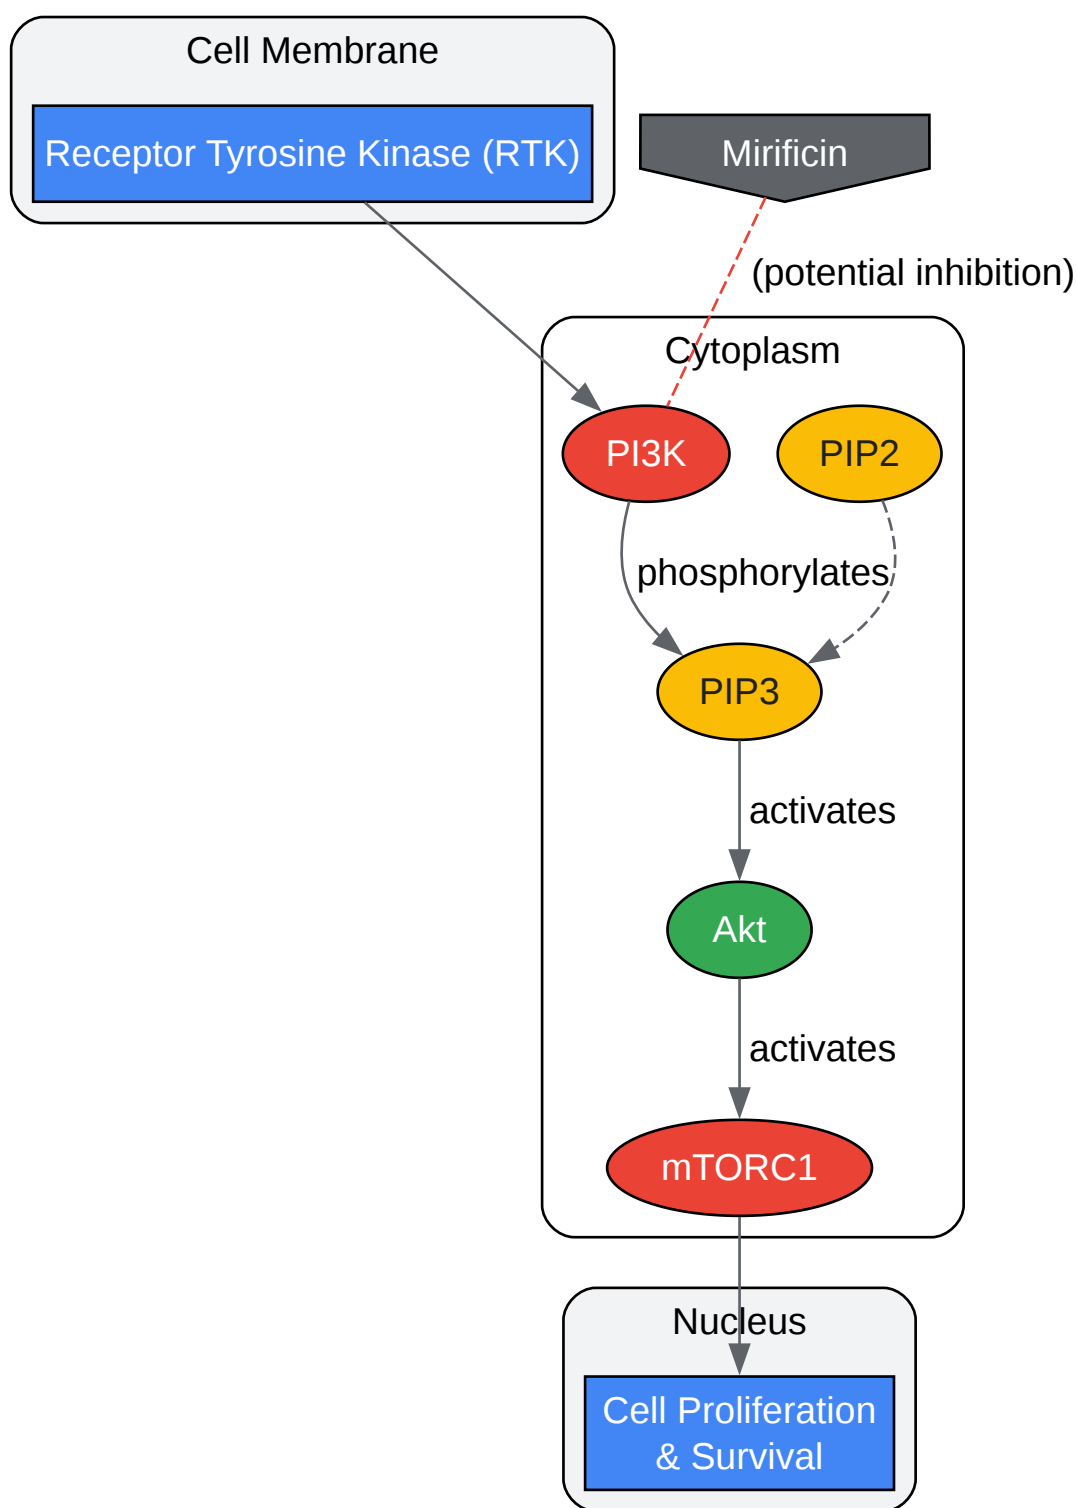 Cell Membrane
Receptor Tyrosine Kinase (RTK)
Mirificin
(potential inhibition)
Cytoplasm
PI3K
PIP2
phosphorylates
PIP3
activates
Akt
activates
mTORC1
Nucleus
Cell Proliferation
& Survival